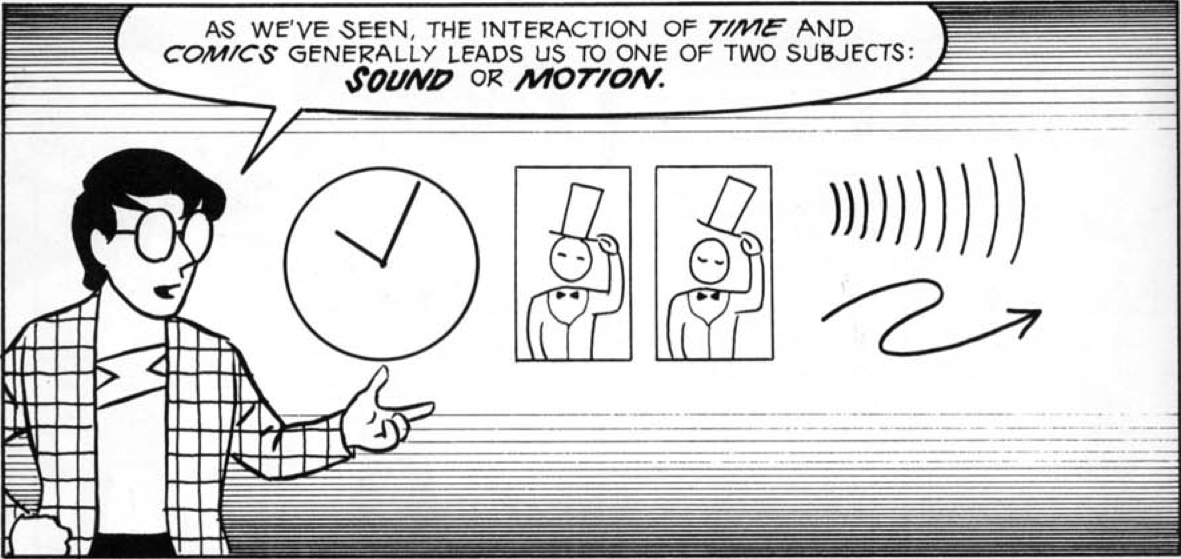 AS WE'VE SEEN, THE INTERACTION OF TIME AND
COMICS GENERALLY LEADS US TO ONE OF TWO SUBJECTS:
SOUND OR MOTION.